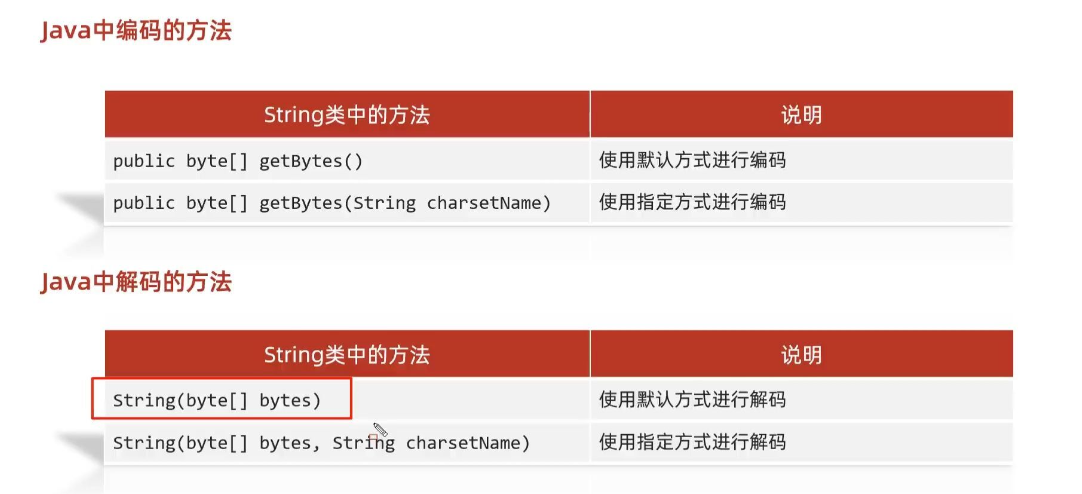 Java中编码的方法
String类中的方法 说明
public byte[] getBytes() 使用默认方式进行编码
public byte[] getBytes(String charsetName) 使用指定方式进行编码
Java中解码的方法
String类中的方法 说明
String(byte[] bytes) 使用默认方式进行解码
String(byte[] bytes, String charsetName) 使用指定方式进行解码